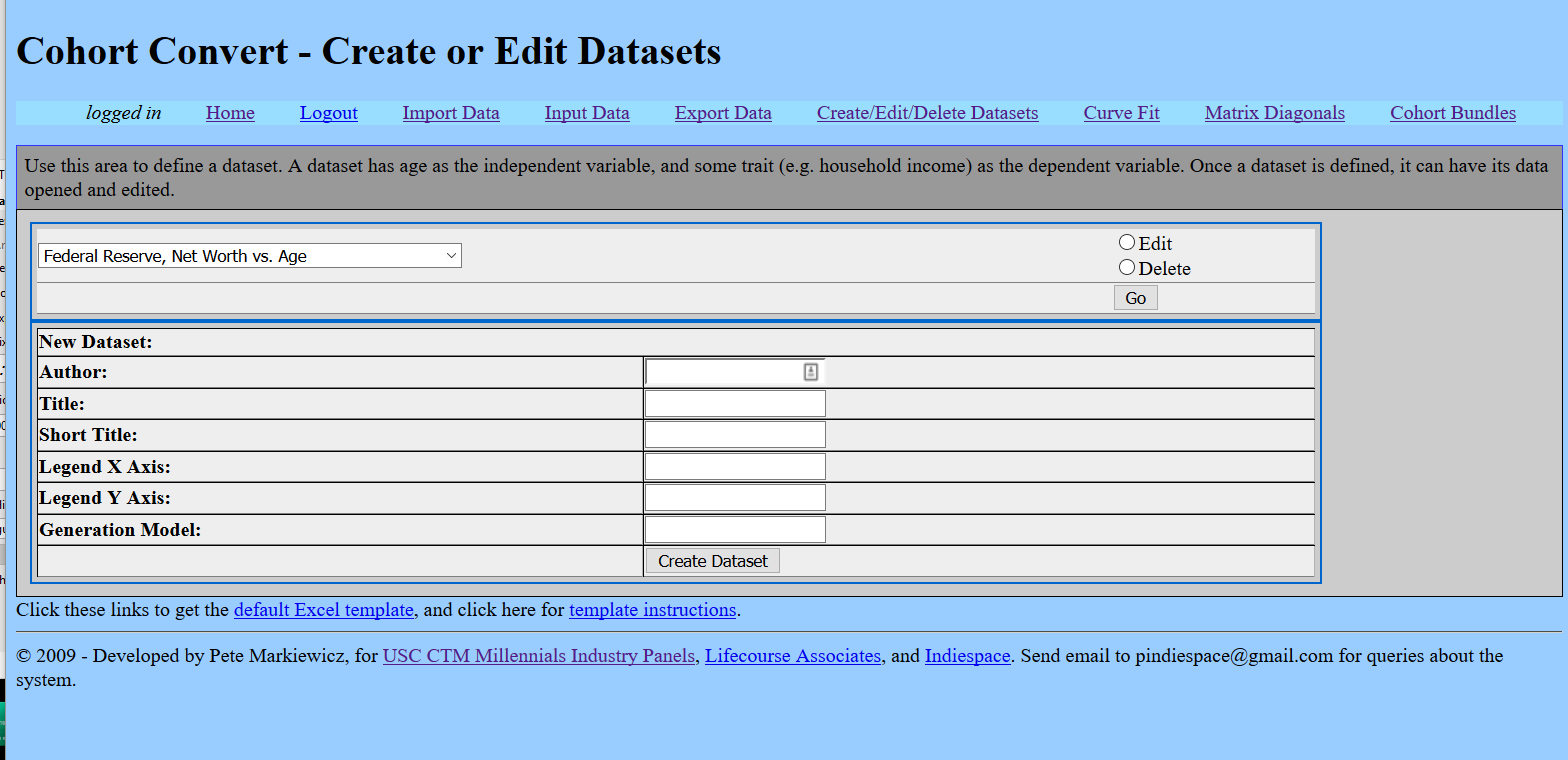 Cohort Convert - Create or Edit Datasets
logged in Home Logout Import Data Input Data Export Data Create/Edit/Delete Datasets Curve Fit Matrix Diagonals Cohort Bundles
Use this area to define a dataset. A dataset has age as the independent variable, and some trait (e.g. household income) as the dependent variable. Once a dataset is defined, it can have its data
opened and edited.
Federal Reserve, Net Worth vs. Age
Edit
Delete
Go
New Dataset:
Author:
Title:
Short Title:
Legend X Axis:
Legend Y Axis:
Generation Model:
Create Dataset
Click these links to get the default Excel template, and click here for template instructions.
© 2009 - Developed by Pete Markiewicz, for USC CTM Millennials Industry Panels, Lifecourse Associates, and Indiespace. Send email to pindiespace@gmail.com for queries about the
system.